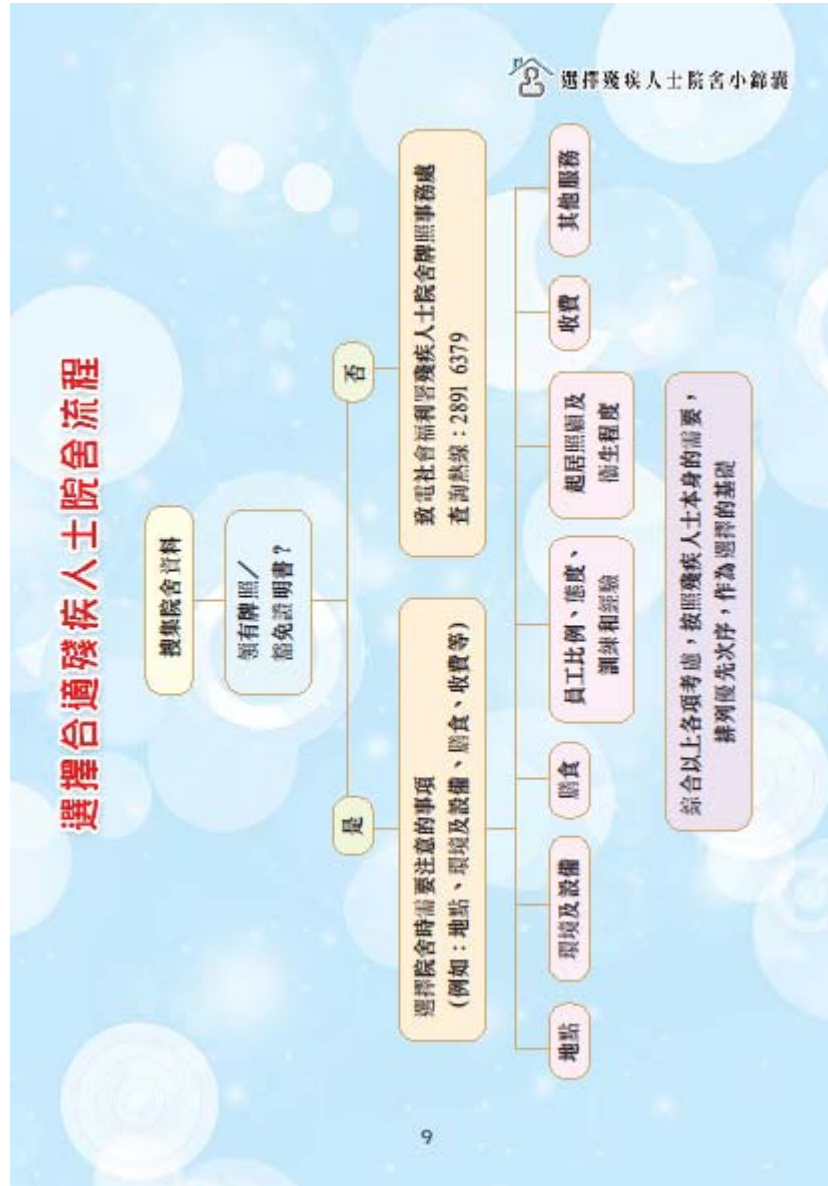 選擇殘疾人士院舍小錦囊
選擇合適殘疾人士院舍流程
搜集院舍資料
領有牌照／
豁免證明書？
是
否
選擇院舍時需要注意的事項
(例如：地點、環境及設備、膳食、收費等)
致電社會福利署殘疾人士院舍牌照事務處
查詢熱線：2891 6379
地點
環境及設備
膳食
員工比例、態度、
訓練和經驗
起居照顧及
衞生程度
收費
其他服務
綜合以上各項考慮，按照殘疾人士本身的需要，
排列優先次序，作為選擇的基礎
9